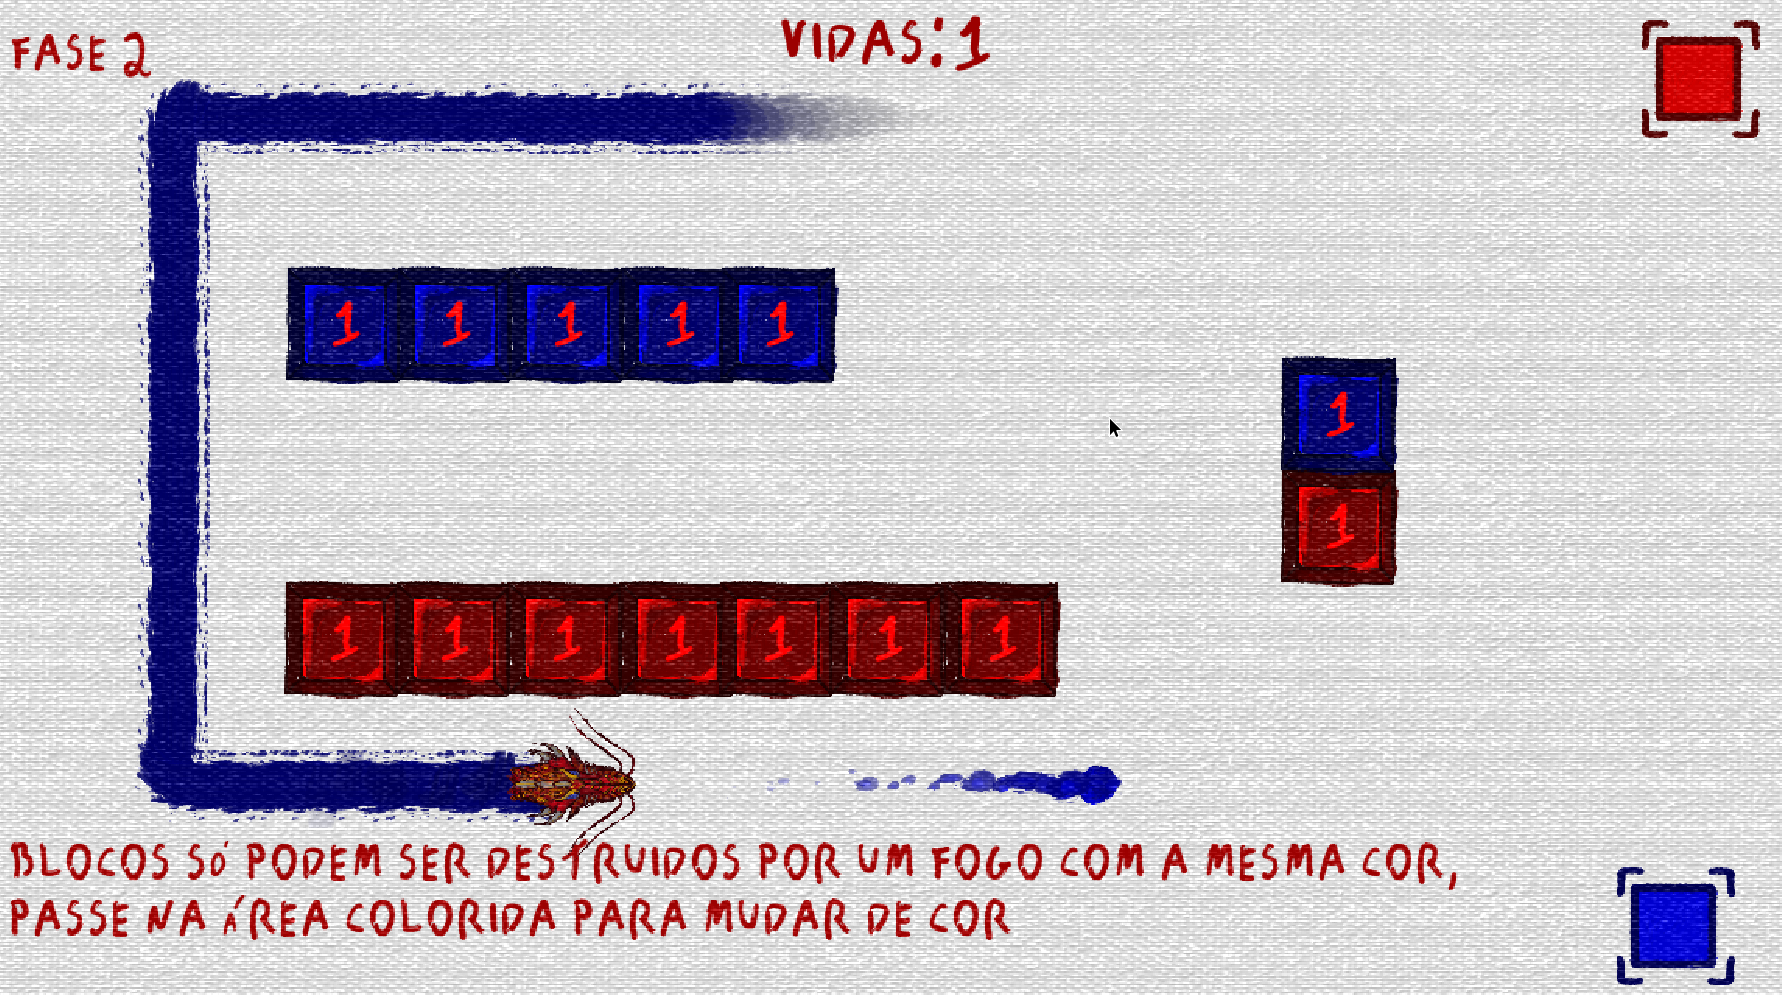 FASE 2
VIDAS:1
1 1 1 1 1
1
1
1 1 1 1 1 1 1
BLOCOS SÓ PODEM SER DESTRUIDOS POR UM FOGO COM A MESMA COR,
PASSE NA ÁREA COLORIDA PARA MUDAR DE COR